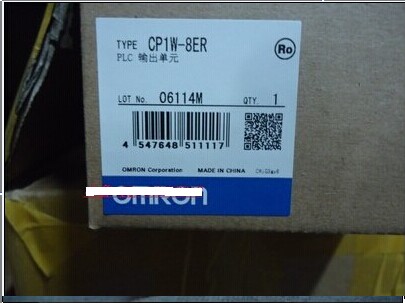 TYPE CP1W-8ER
PLC 输出单元
Ro
LOT No. 06114M QTY. 1
4 547648 511117
OMRON Corporation MADE IN CHINA
OMRON